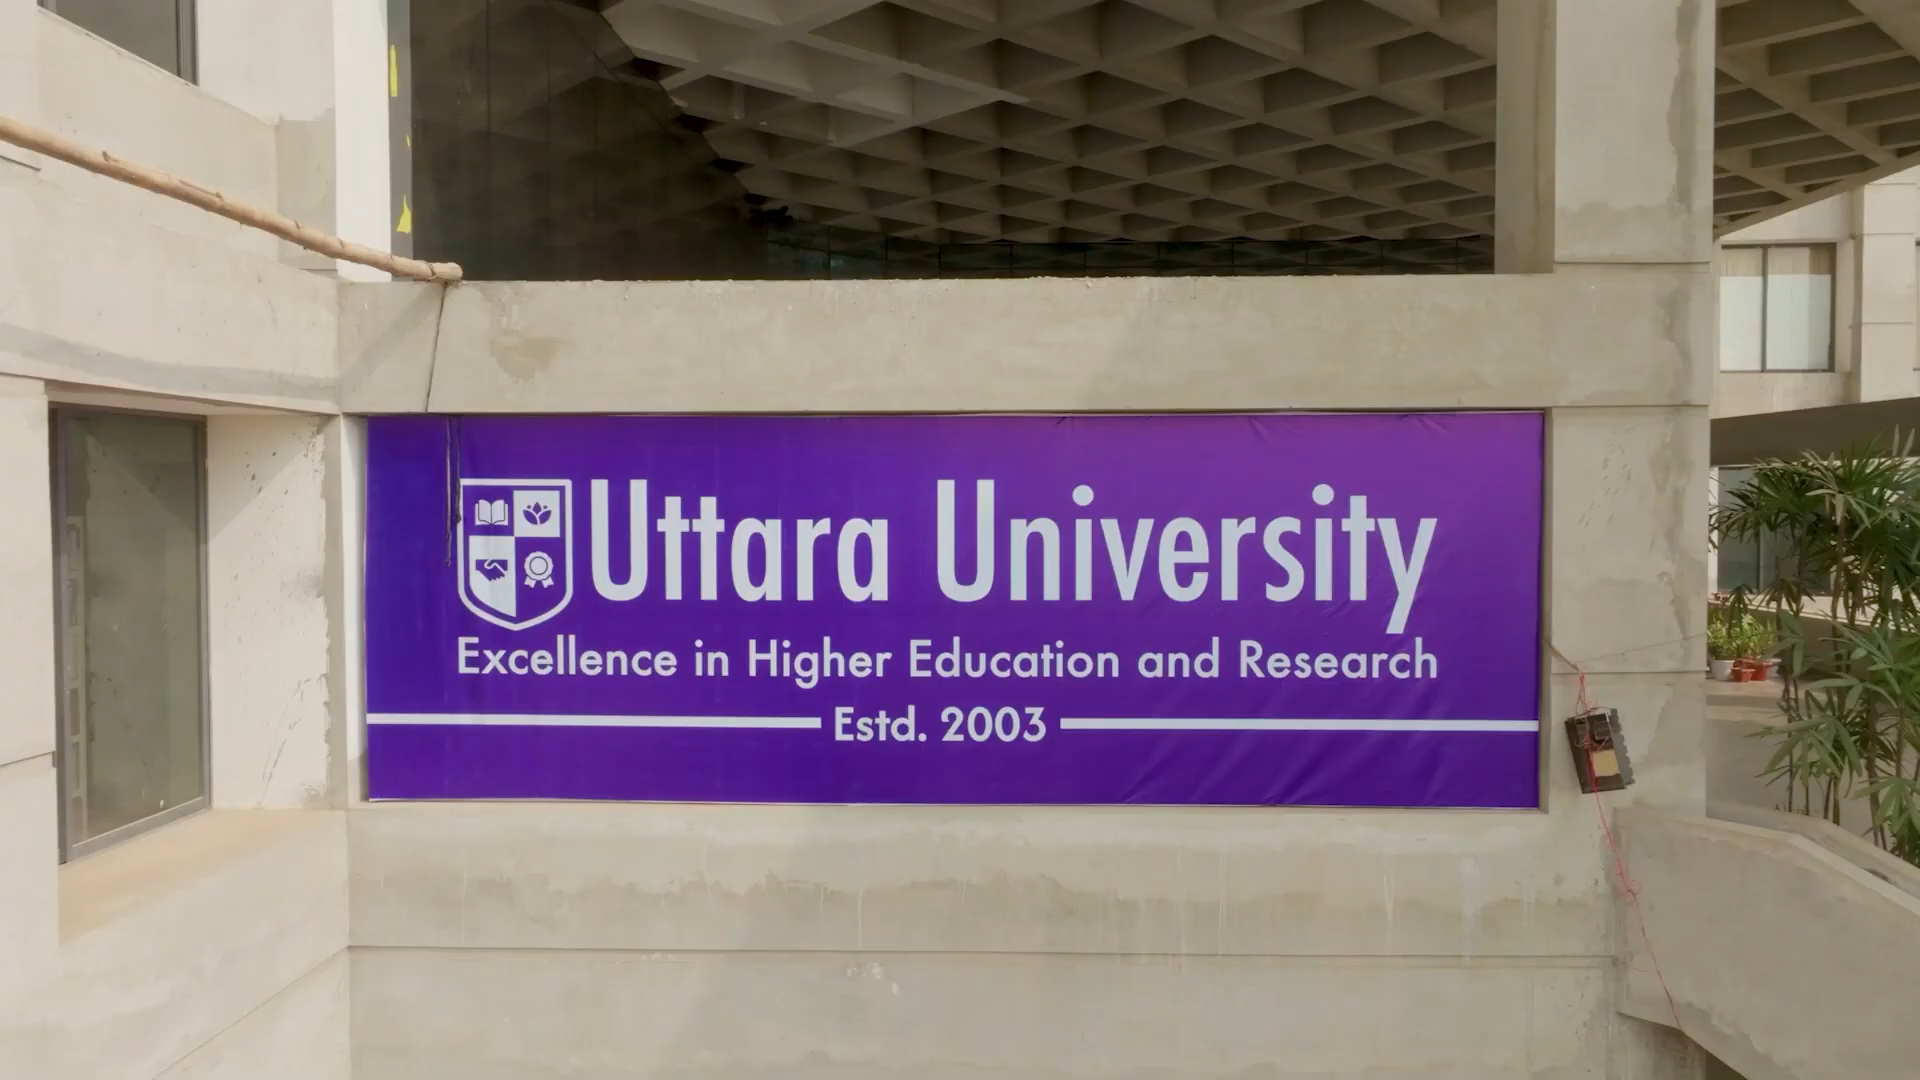 Uttara University
Excellence in Higher Education and Research
Estd. 2003